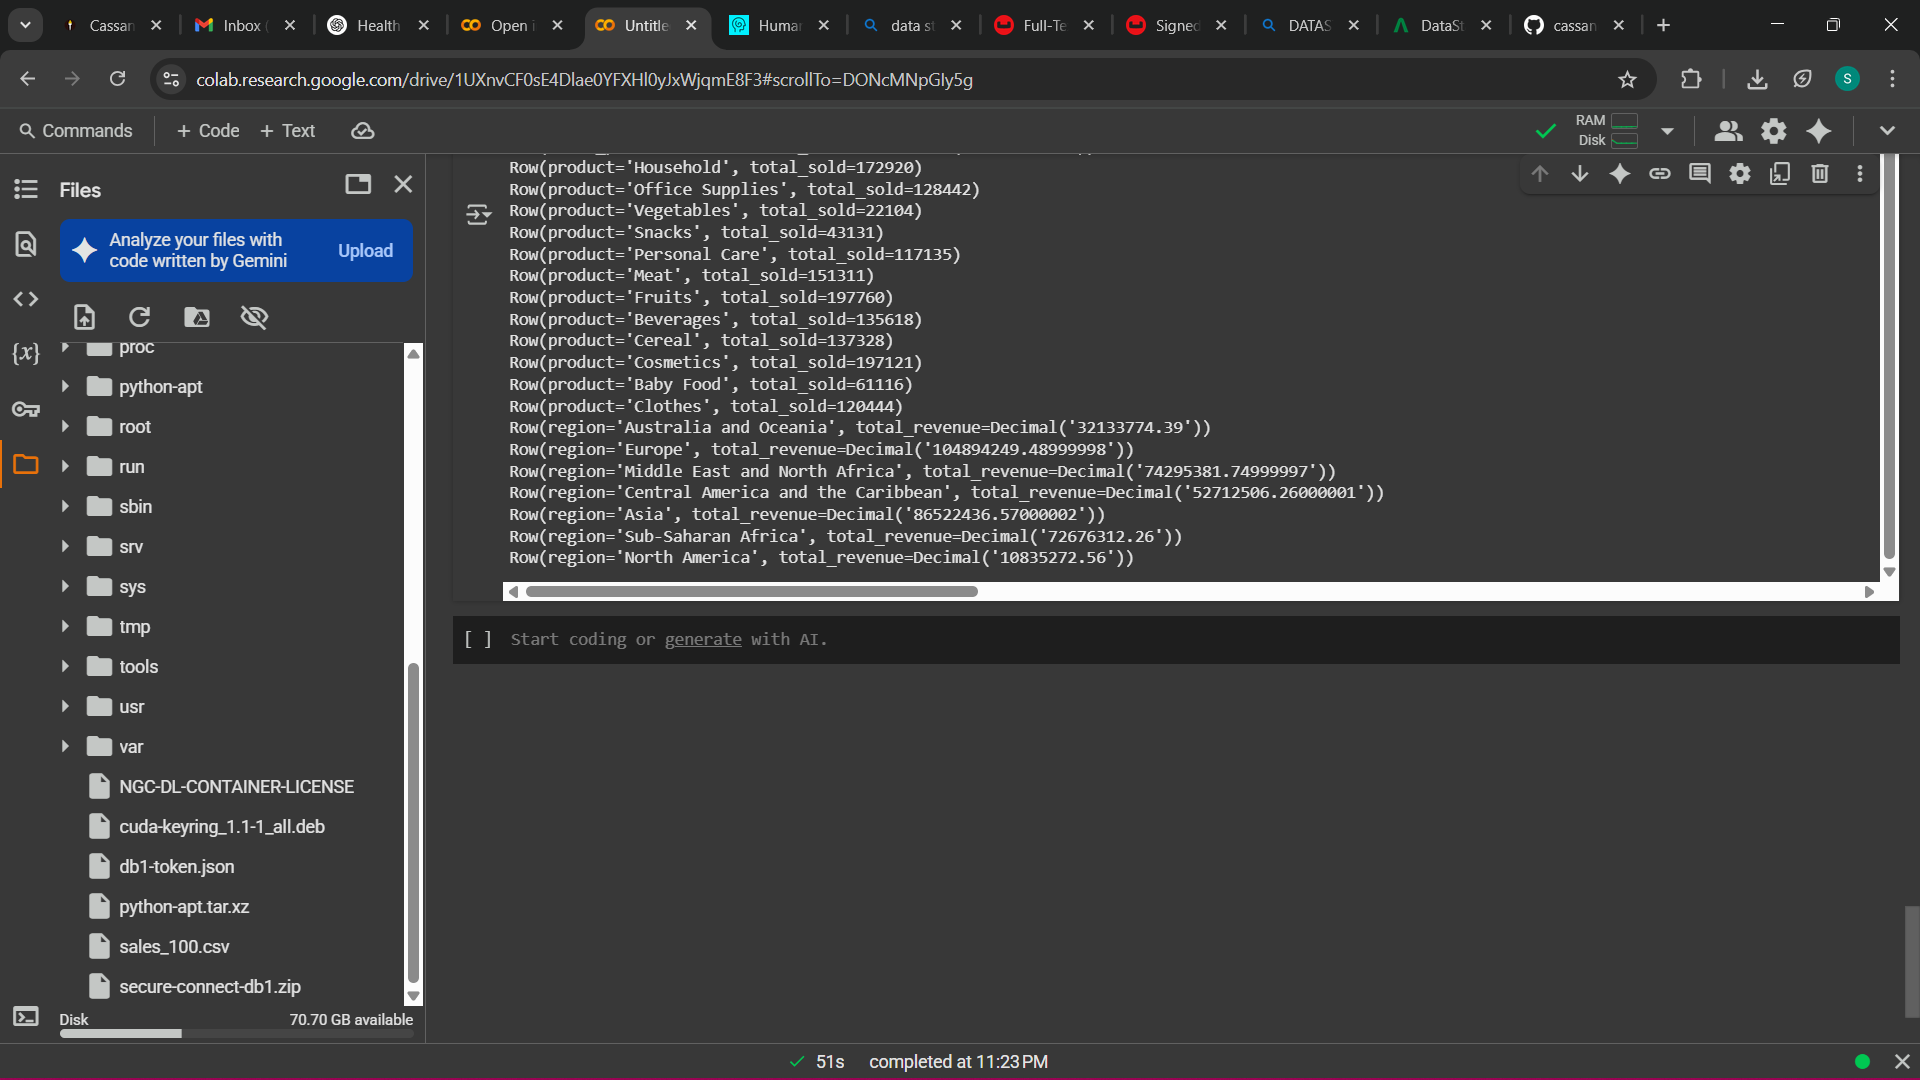 Cassan
Inbox (
Health
Open i
Untitle
Humar
data st
Full-Te
Signed
DATAS
DataSt
cassan
colab.research.google.com/drive/1UXnvCF0sE4Dlae0YFXHl0yJxWjqmE8F3#scrollTo=DONcMNpGly5g
S
Commands
+ Code + Text
RAM
Disk
Files
Analyze your files with
code written by Gemini
Upload
proc
python-apt
root
run
sbin
srv
sys
tmp
tools
usr
var
NGC-DL-CONTAINER-LICENSE
cuda-keyring_1.1-1_all.deb
db1-token.json
python-apt.tar.xz
sales_100.csv
secure-connect-db1.zip
Disk 70.70 GB available
Row(product='Household', total_sold=172920)
Row(product='Office Supplies', total_sold=128442)
Row(product='Vegetables', total_sold=22104)
Row(product='Snacks', total_sold=43131)
Row(product='Personal Care', total_sold=117135)
Row(product='Meat', total_sold=151311)
Row(product='Fruits', total_sold=197760)
Row(product='Beverages', total_sold=135618)
Row(product='Cereal', total_sold=137328)
Row(product='Cosmetics', total_sold=197121)
Row(product='Baby Food', total_sold=61116)
Row(product='Clothes', total_sold=120444)
Row(region='Australia and Oceania', total_revenue=Decimal('32133774.39'))
Row(region='Europe', total_revenue=Decimal('104894249.48999998'))
Row(region='Middle East and North Africa', total_revenue=Decimal('74295381.74999997'))
Row(region='Central America and the Caribbean', total_revenue=Decimal('52712506.26000001'))
Row(region='Asia', total_revenue=Decimal('86522436.57000002'))
Row(region='Sub-Saharan Africa', total_revenue=Decimal('72676312.26'))
Row(region='North America', total_revenue=Decimal('10835272.56'))
[ ] Start coding or generate with AI.
51s completed at 11:23 PM